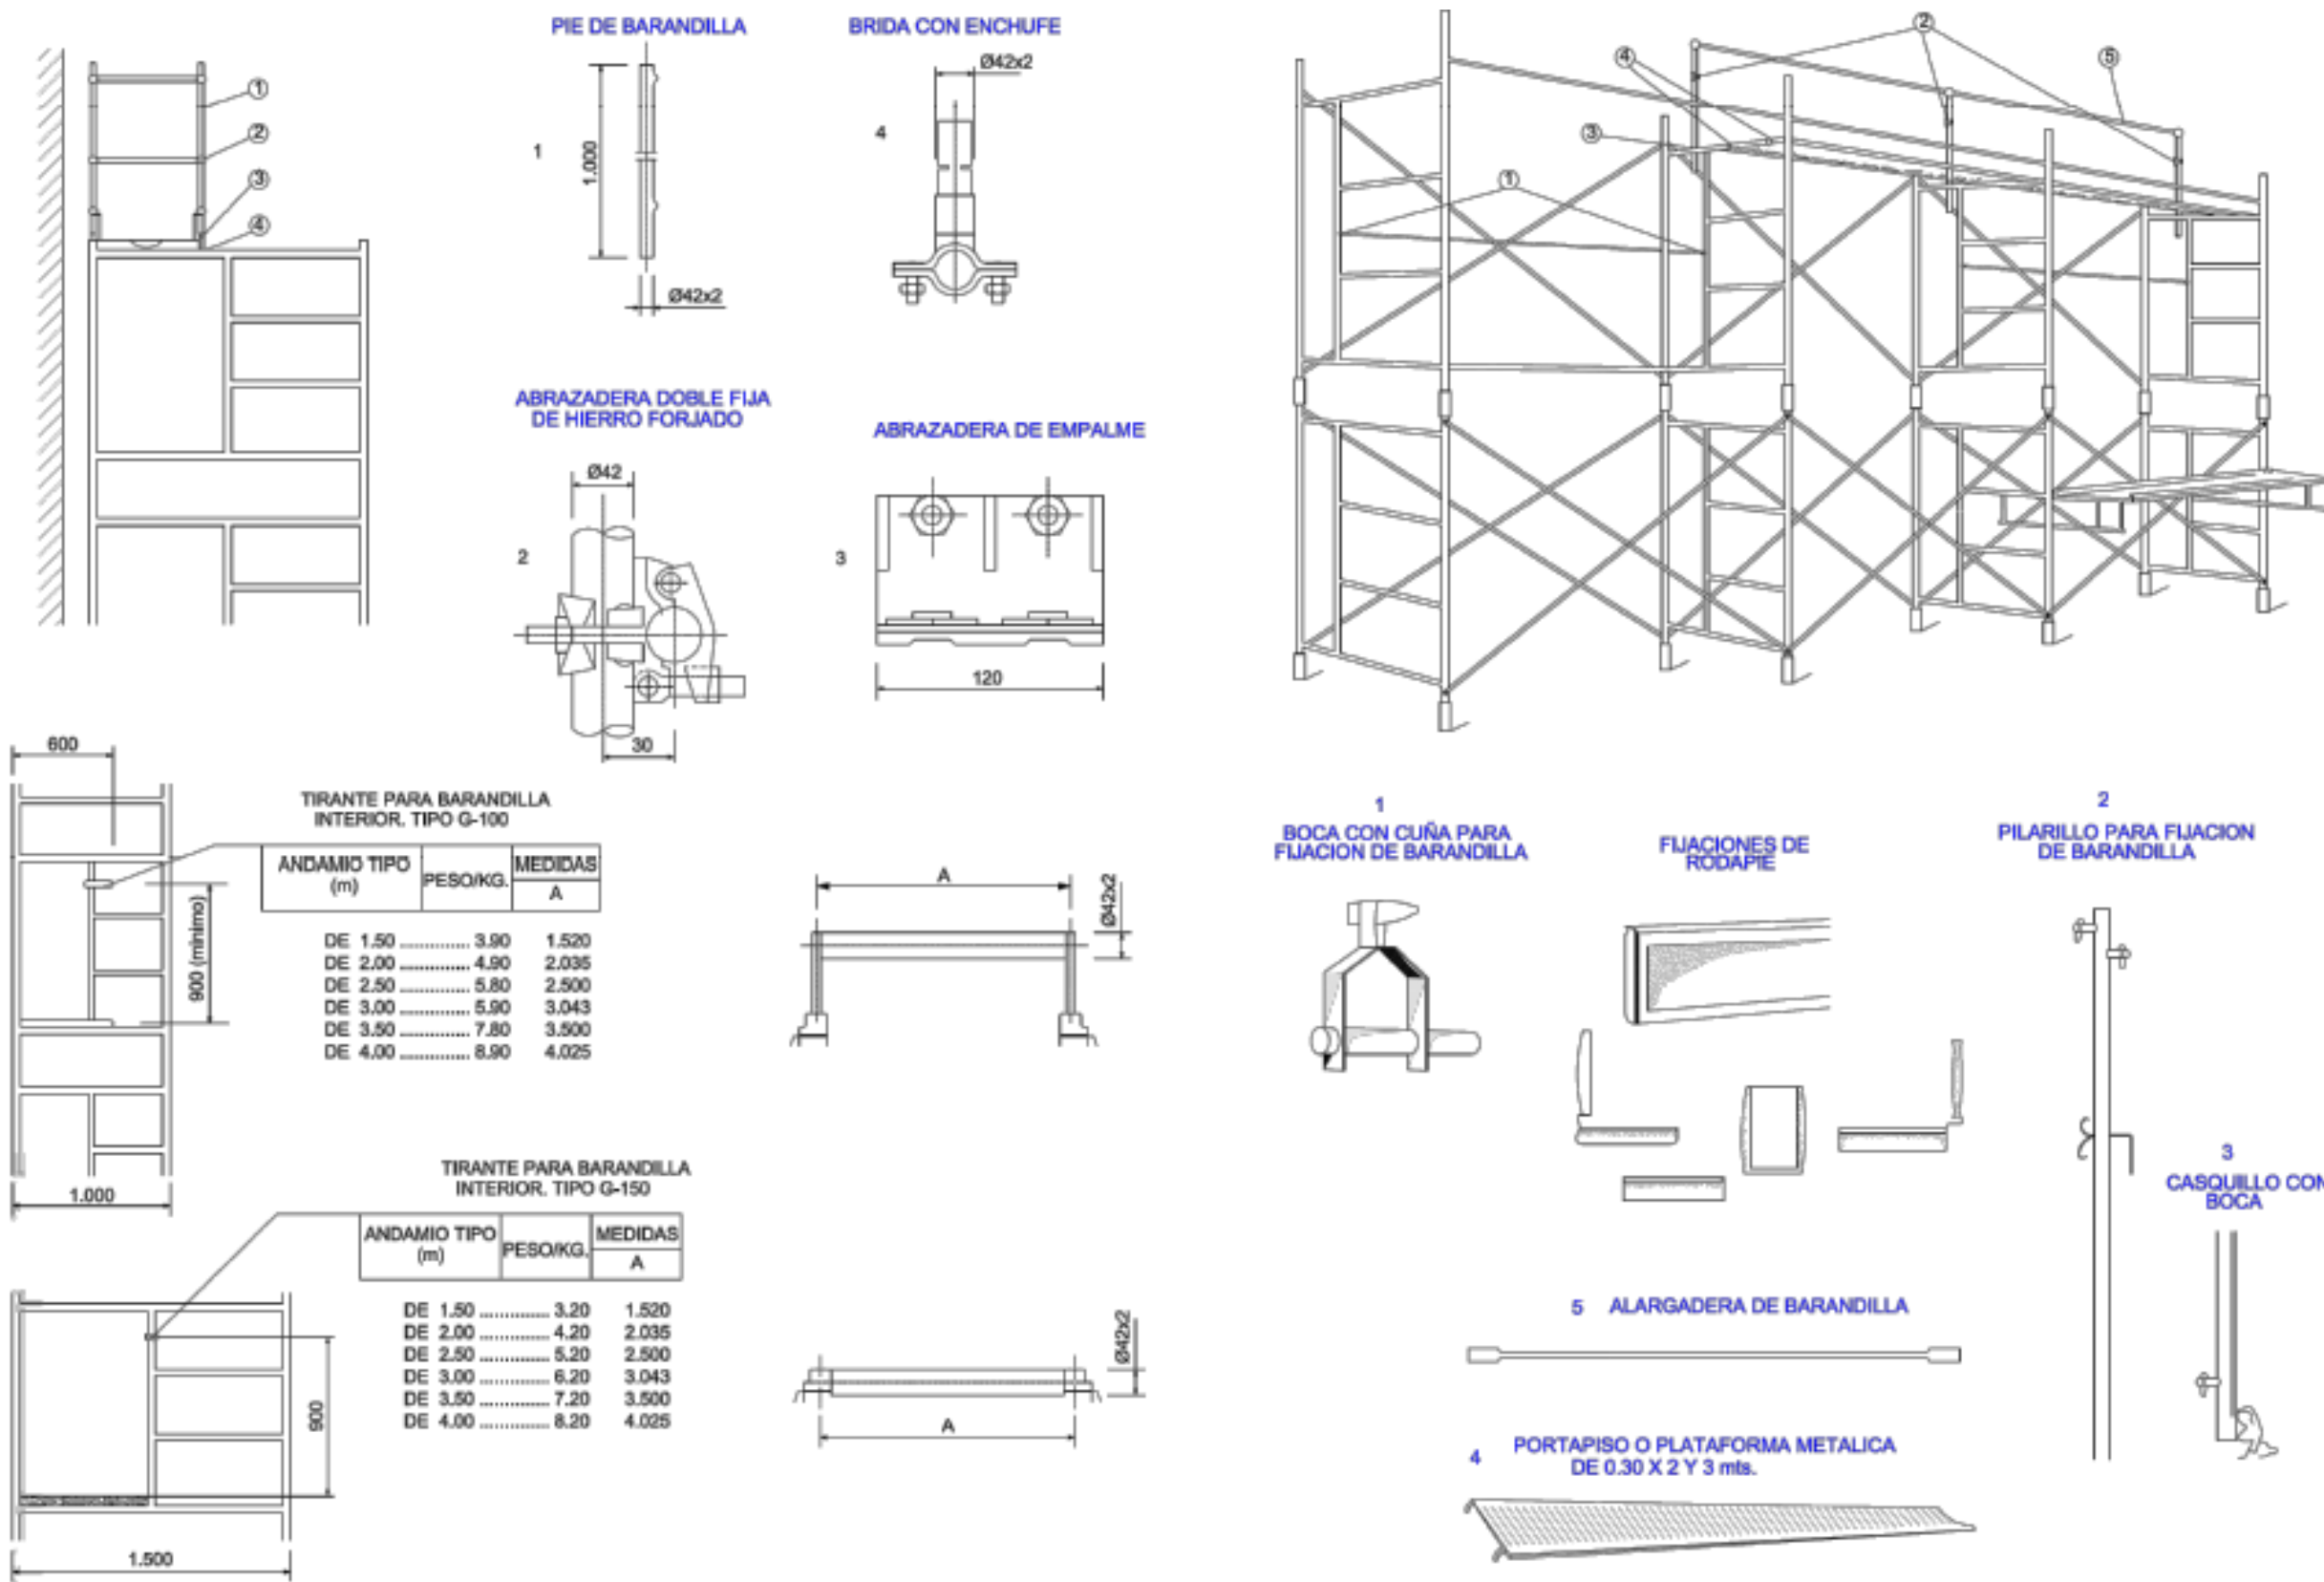 PIE DE BARANDILLA
1
1.000
Ø42x2
BRIDA CON ENCHUFE
Ø42x2
4
1
2
3
4
ABRAZADERA DOBLE FIJA
DE HIERRO FORJADO
Ø42
2
30
ABRAZADERA DE EMPALME
3
120
2
4
5
3
1
600
900 (mínimo)
1.000
TIRANTE PARA BARANDILLA
INTERIOR. TIPO G-100
ANDAMIO TIPO (m) PESO/KG. MEDIDAS A
DE 1.50 ............. 3.90 1.520
DE 2.00 ............. 4.90 2.035
DE 2.50 ............. 5.80 2.500
DE 3.00 ............. 5.90 3.043
DE 3.50 ............. 7.80 3.500
DE 4.00 ............. 8.90 4.025
A
Ø42x2
TIRANTE PARA BARANDILLA
INTERIOR. TIPO G-150
ANDAMIO TIPO (m) PESO/KG. MEDIDAS A
DE 1.50 ............. 3.20 1.520
DE 2.00 ............. 4.20 2.035
DE 2.50 ............. 5.20 2.500
DE 3.00 ............. 6.20 3.043
DE 3.50 ............. 7.20 3.500
DE 4.00 ............. 8.20 4.025
900
1.500
Ø42x2
A
1
BOCA CON CUÑA PARA
FIJACION DE BARANDILLA
FIJACIONES DE
RODAPIE
2
PILARILLO PARA FIJACION
DE BARANDILLA
3
CASQUILLO CON
BOCA
5 ALARGADERA DE BARANDILLA
4 PORTAPISO O PLATAFORMA METALICA
DE 0.30 X 2 Y 3 mts.